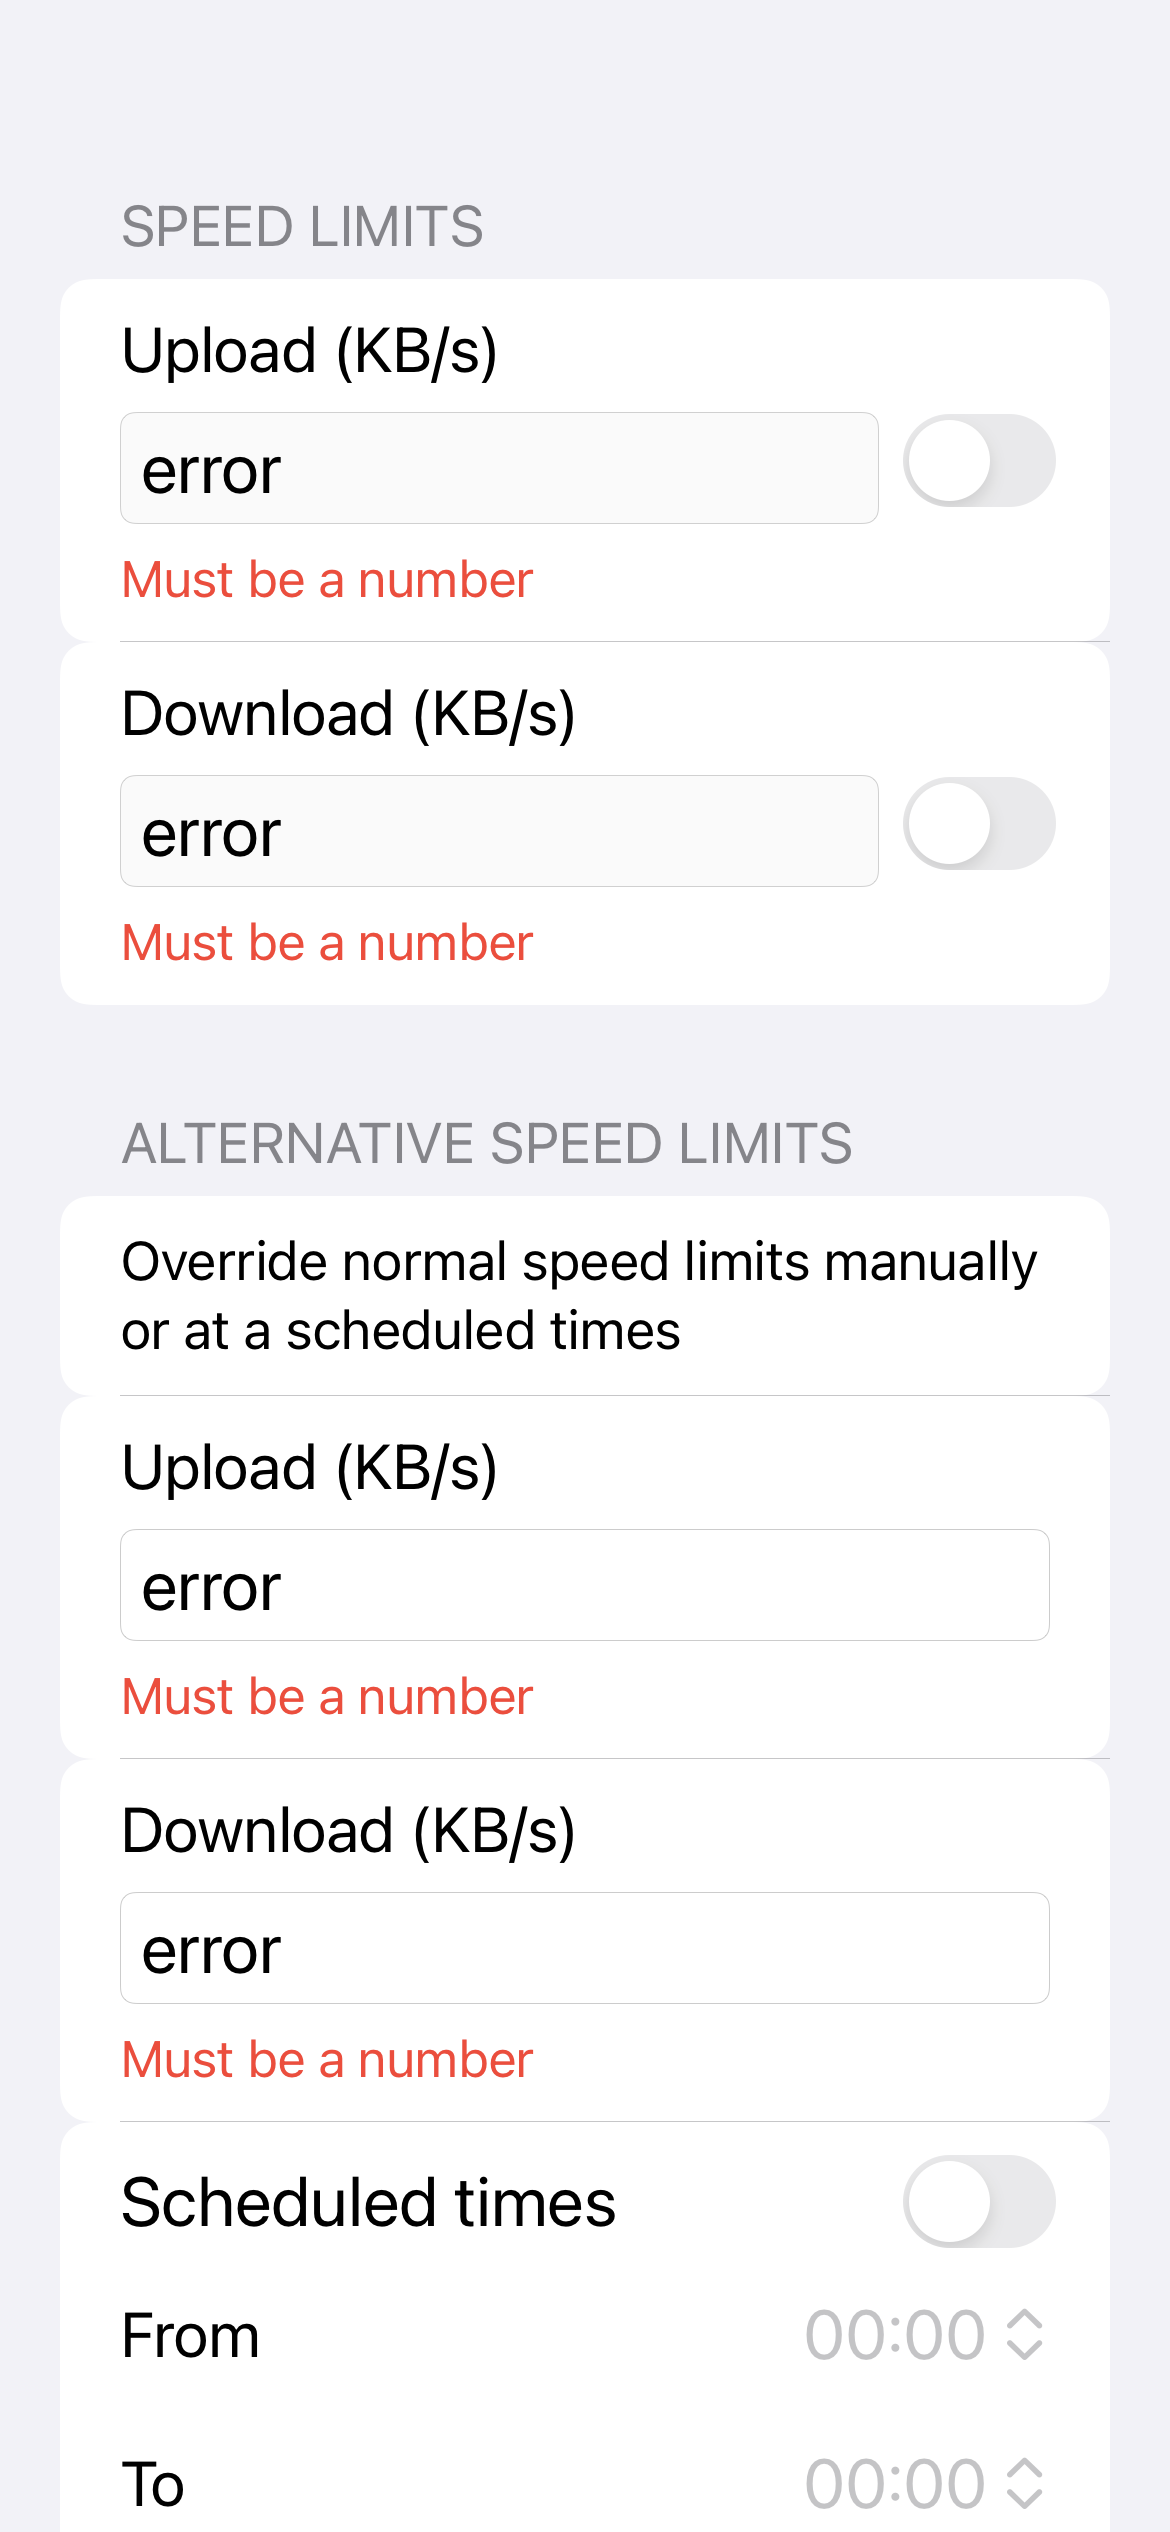 SPEED LIMITS
Upload (KB/s)
error
Must be a number
Download (KB/s)
error
Must be a number
ALTERNATIVE SPEED LIMITS
Override normal speed limits manually
or at a scheduled times
Upload (KB/s)
error
Must be a number
Download (KB/s)
error
Must be a number
Scheduled times
From 00:00
To 00:00